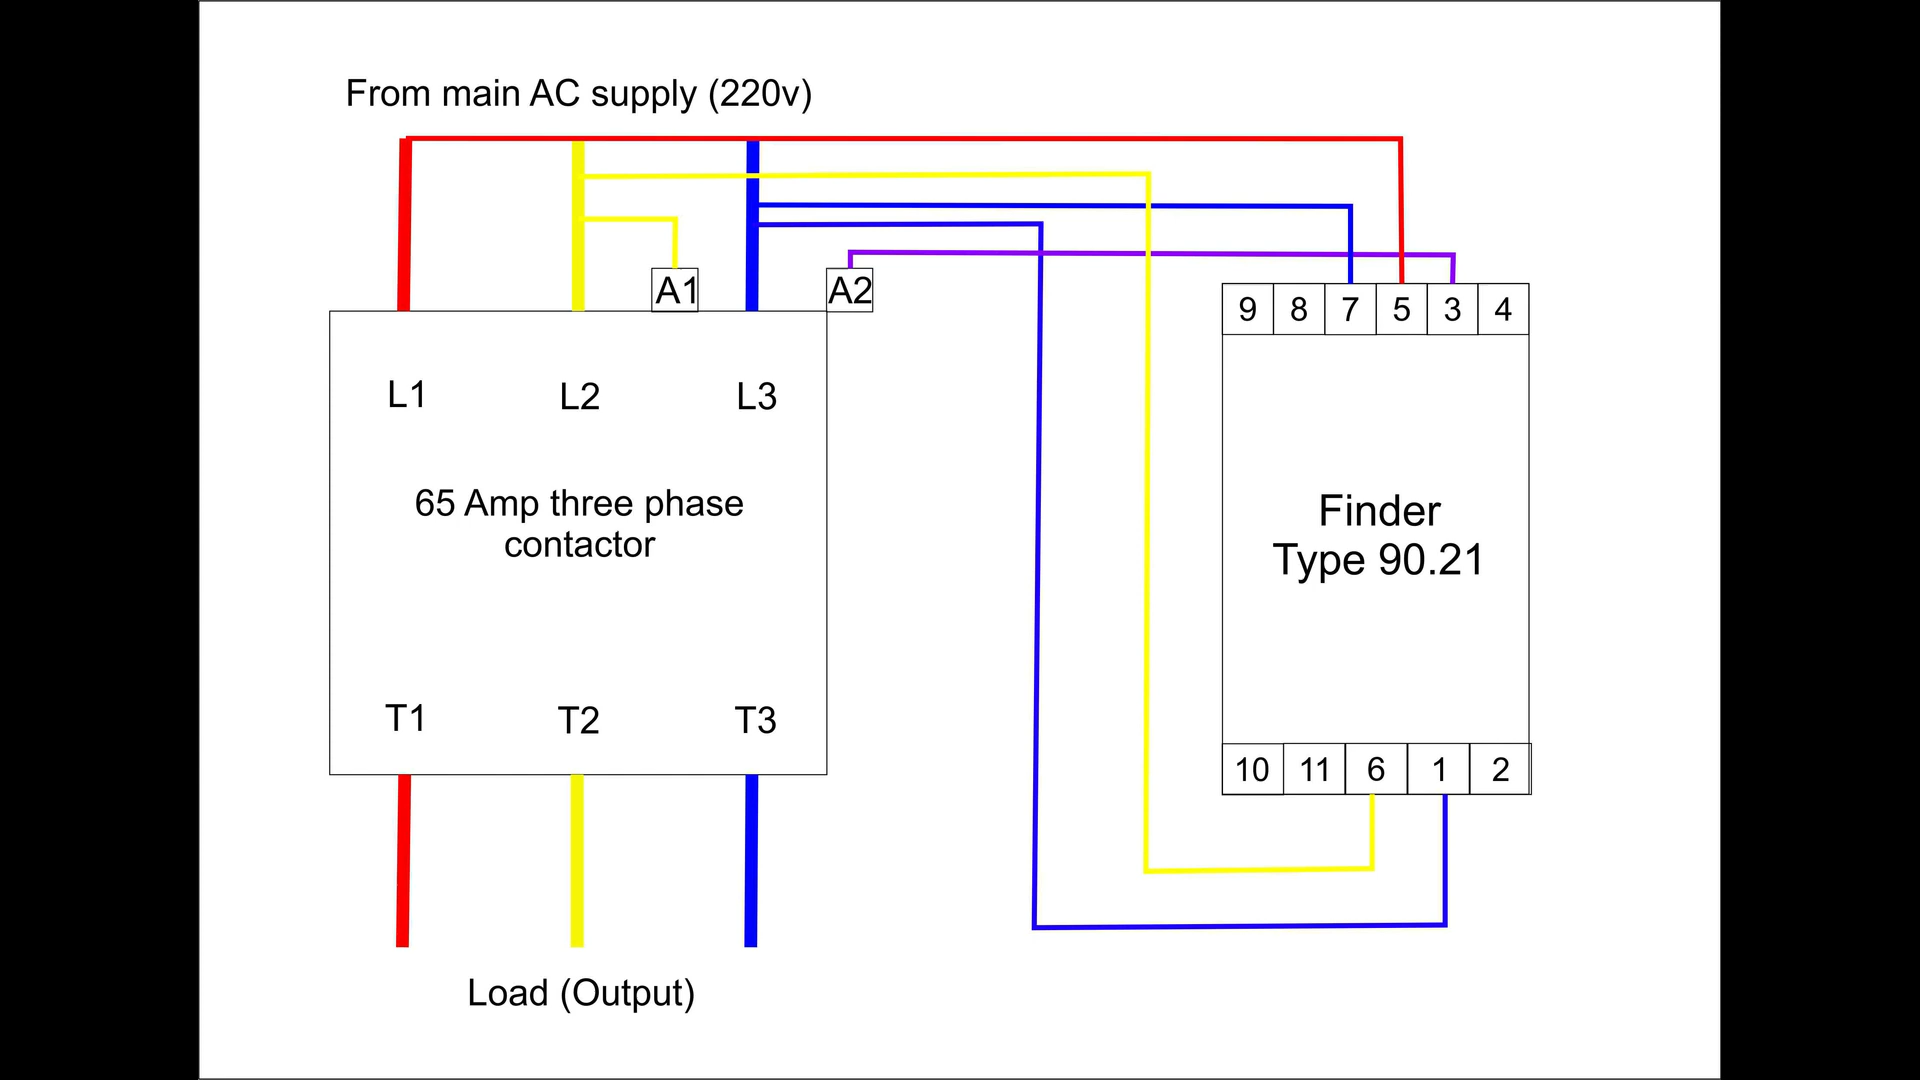 From main AC supply (220v)
A1
A2
9 8 7 5 3 4
L1 L2 L3
65 Amp three phase
contactor
Finder
Type 90.21
T1 T2 T3
10 11 6 1 2
Load (Output)